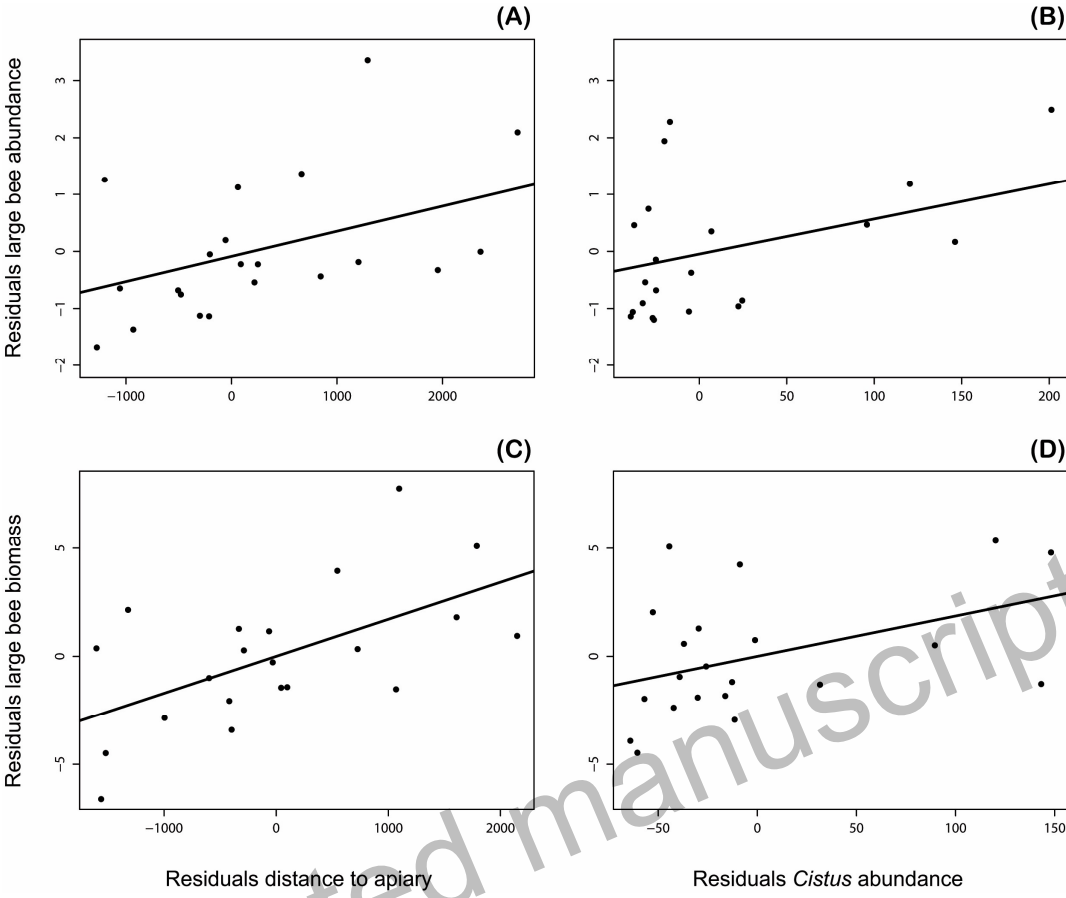 (A)
(B)
Residuals large bee abundance
3
2
1
0
−1
−2
−1000 0 1000 2000
3
2
1
0
−1
−2
0 50 100 150 200
(C)
(D)
Residuals large bee biomass
5
0
−5
−1000 0 1000 2000
5
0
−5
−50 0 50 100 150
Residuals distance to apiary
Residuals Cistus abundance
ted manuscript